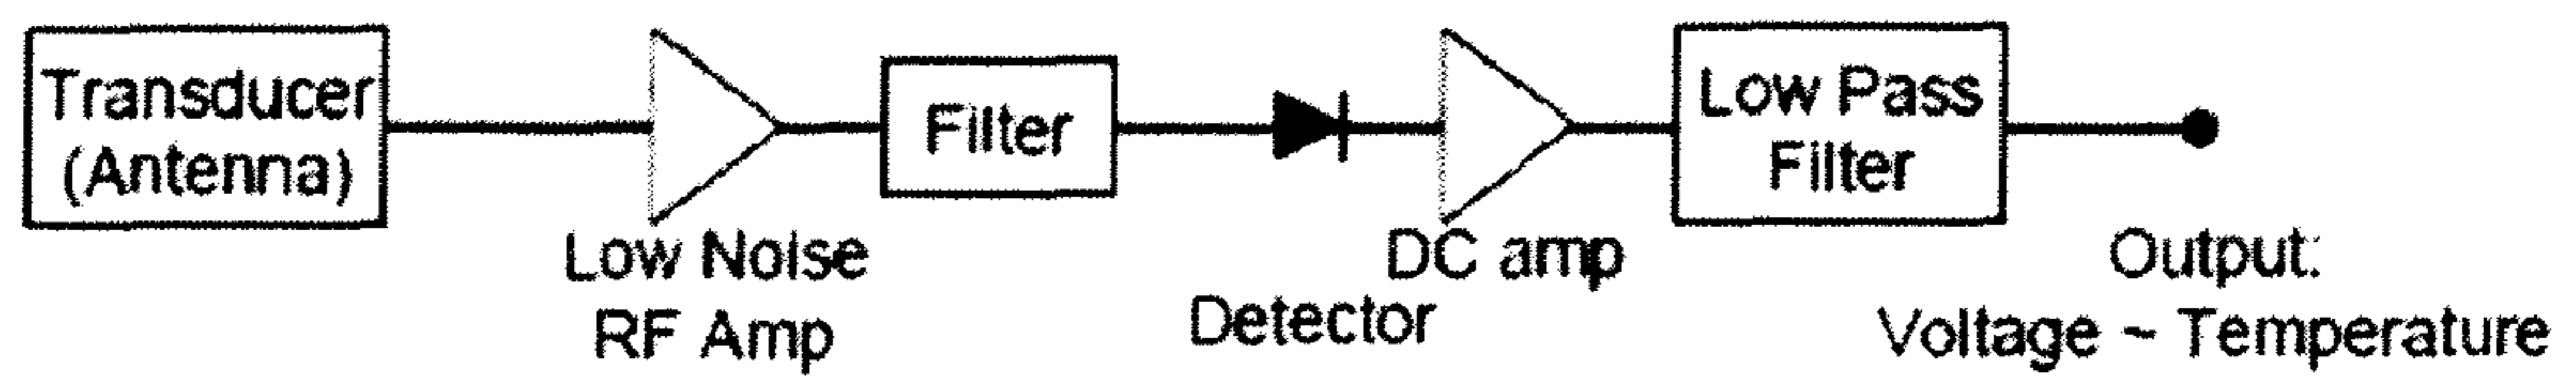 Transducer
(Antenna)
Low Noise
RF Amp
Filter
Detector
DC amp
Low Pass
Filter
Output:
Voltage ~ Temperature